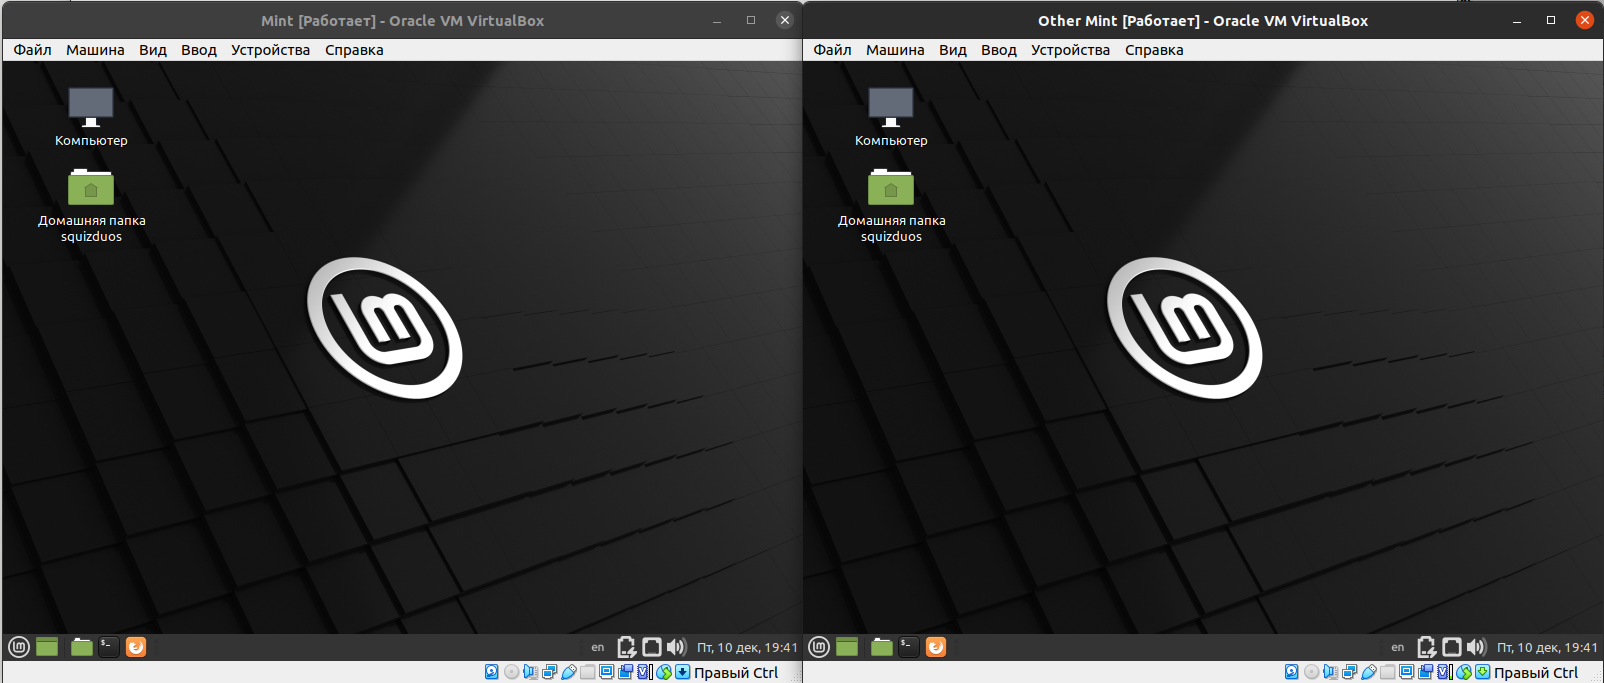 Mint [Работает] - Oracle VM VirtualBox
Файл Машина Вид Ввод Устройства Справка
Компьютер
Домашняя папка
squizduos
en Пт, 10 дек, 19:41
Правый Ctrl
Other Mint [Работает] - Oracle VM VirtualBox
Файл Машина Вид Ввод Устройства Справка
Компьютер
Домашняя папка
squizduos
en Пт, 10 дек, 19:41
Правый Ctrl